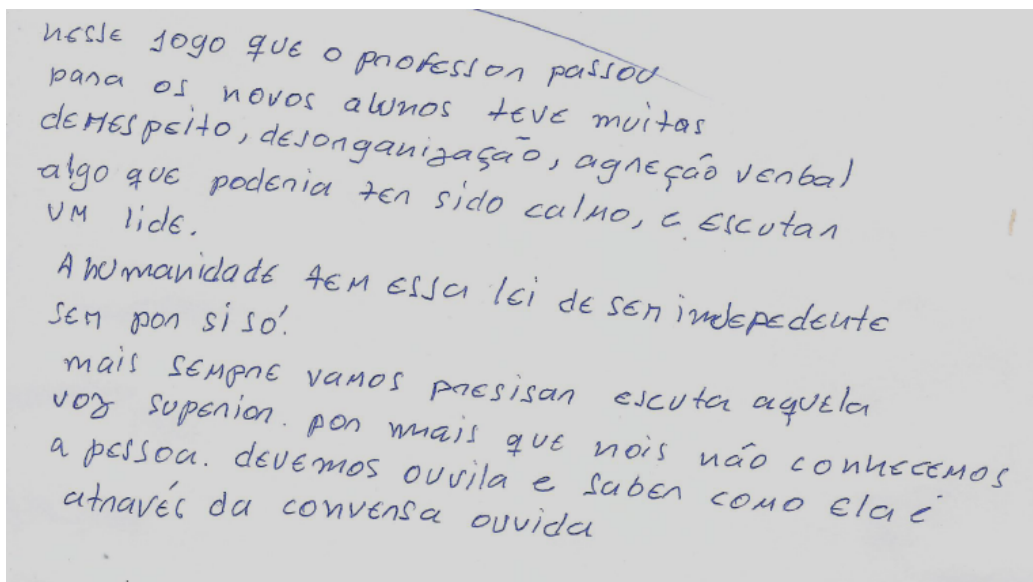 nesse jogo que o professor passou
para os novos alunos teve muitas
desrespeito, desorganização, agreção verbal
algo que poderia ter sido calmo, e escutar
um lide.
A humanidade tem essa lei de ser indepedente
ser por si só.
mais sempre vamos presisar escuta aquela
voz superior. por mais que nois não conhecemos
a pessoa. devemos ouvila e saber como ela é
através da conversa ouvida